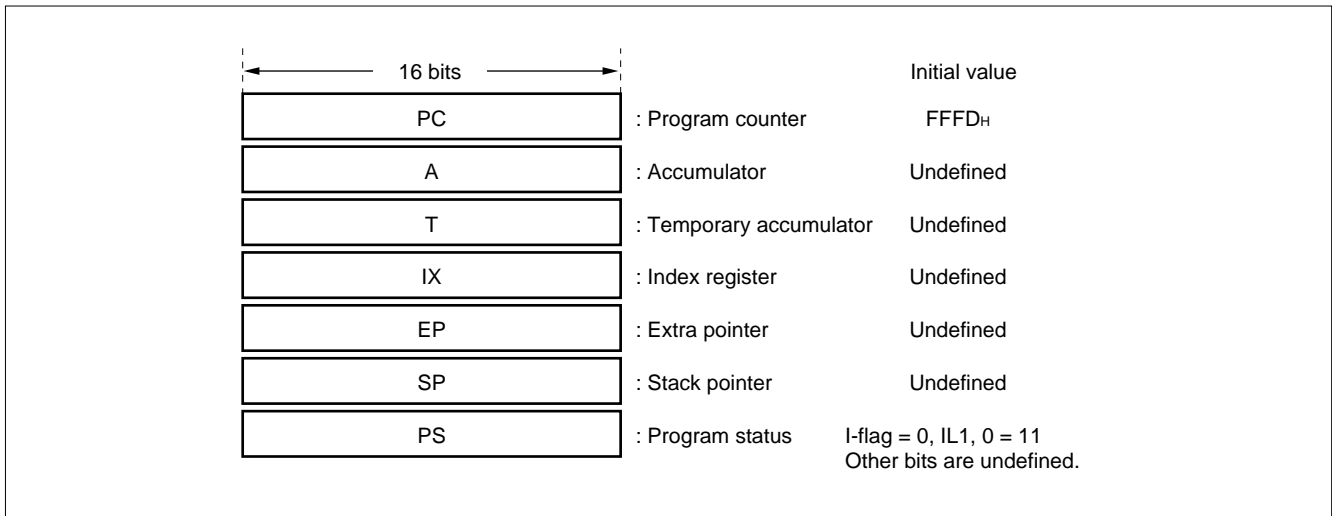 16 bits Initial value
PC : Program counter FFFDH
A : Accumulator Undefined
T : Temporary accumulator Undefined
IX : Index register Undefined
EP : Extra pointer Undefined
SP : Stack pointer Undefined
PS : Program status I-flag = 0, IL1, 0 = 11
Other bits are undefined.